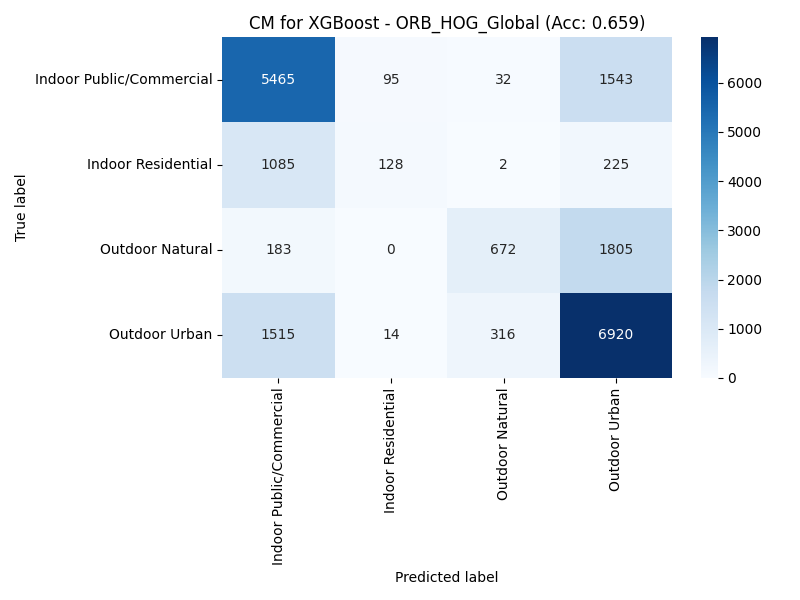 CM for XGBoost - ORB_HOG_Global (Acc: 0.659)
True label
Indoor Public/Commercial 5465 95 32 1543
Indoor Residential 1085 128 2 225
Outdoor Natural 183 0 672 1805
Outdoor Urban 1515 14 316 6920
Indoor Public/Commercial
Indoor Residential
Outdoor Natural
Outdoor Urban
Predicted label
6000
5000
4000
3000
2000
1000
0